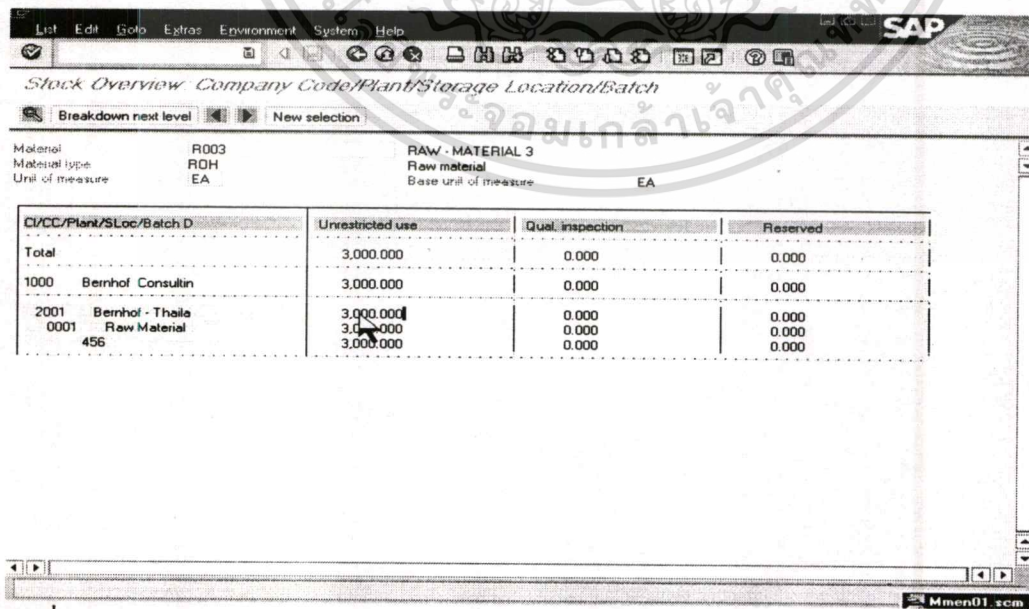 List Edit Goto Extras Environment System Help
SAP
Stock Overview: Company Code/Plant/Storage Location/Batch
Breakdown next level New selection
Material R003 RAW - MATERIAL 3
Material type ROH Raw material
Unit of measure EA Base unit of measure EA
Cl/CC/Plant/SLoc/Batch D Unrestricted use Qual. inspection Reserved
Total 3,000.000 0.000 0.000
1000 Bernhof Consultin 3,000.000 0.000 0.000
2001 Bernhof - Thaila 3,000.000 0.000 0.000
0001 Raw Material 3,000.000 0.000 0.000
456 3,000.000 0.000 0.000
Mmen01.scm